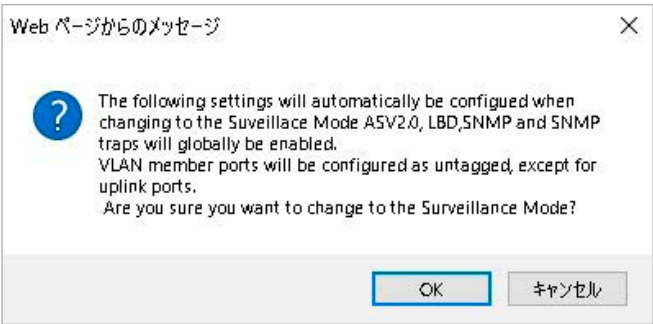 Web ページからのメッセージ
The following settings will automatically be configued when
changing to the Suveillace Mode ASV2.0, LBD,SNMP and SNMP
traps will globally be enabled.
VLAN member ports will be configured as untagged, except for
uplink ports.
Are you sure you want to change to the Surveillance Mode?
OK
キャンセル